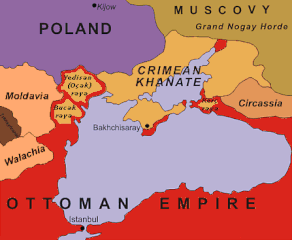 Kijow
MUSCOVY
POLAND
Grand Nogay Horde
CRIMEAN
KHANATE
Yedisan
(Oçak)
raya
Moldavia
Bucak
raya
Circassia
Bakhchisaray
Walachia
OTTOMAN EMPIRE
Istanbul